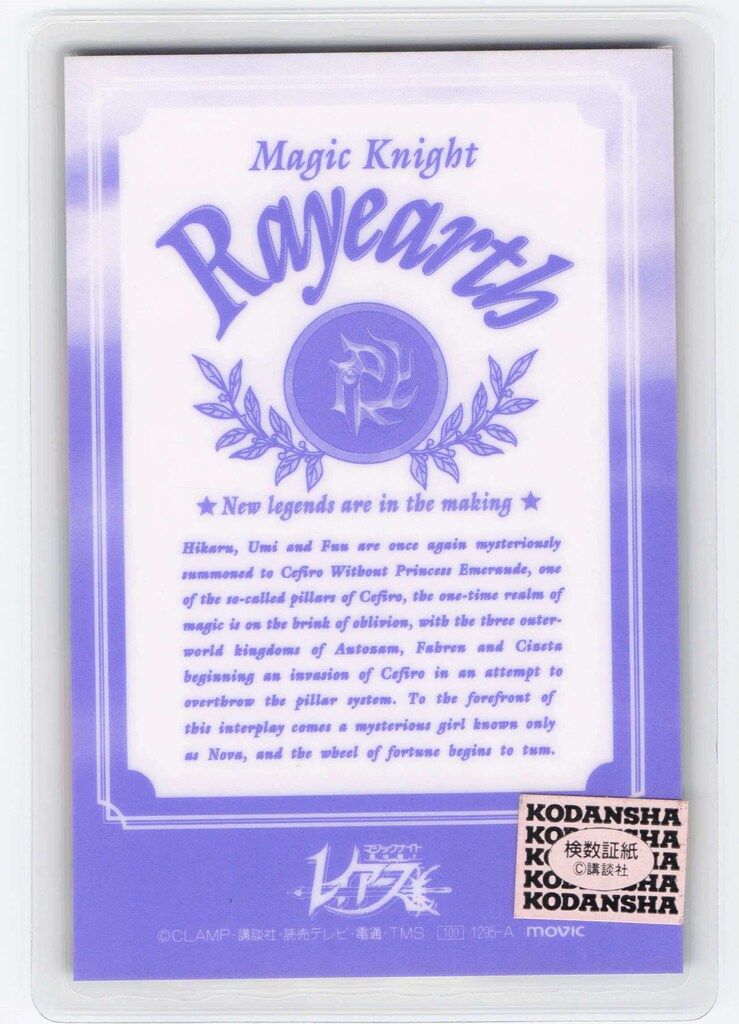 Magic Knight
Rayearth
★ New legends are in the making ★
Hikaru, Umi and Fuu are once again mysteriously
summoned to Cefiro Without Princess Emeraude, one
of the so-called pillars of Cefiro, the one-time realm of
magic is on the brink of oblivion, with the three outer-
world kingdoms of Autozam, Fahren and Cizeta
beginning an invasion of Cefiro in an attempt to
overthrow the pillar system. To the forefront of
this interplay comes a mysterious girl known only
as Nova, and the wheel of fortune begins to turn.
マジックナイト
レイアース
©CLAMP・講談社・読売テレビ・電通・TMS 100 1295-A movic
KODANSHA
KODANSHA
KODANSHA
KODANSHA
KODANSHA
検数証紙
©講談社